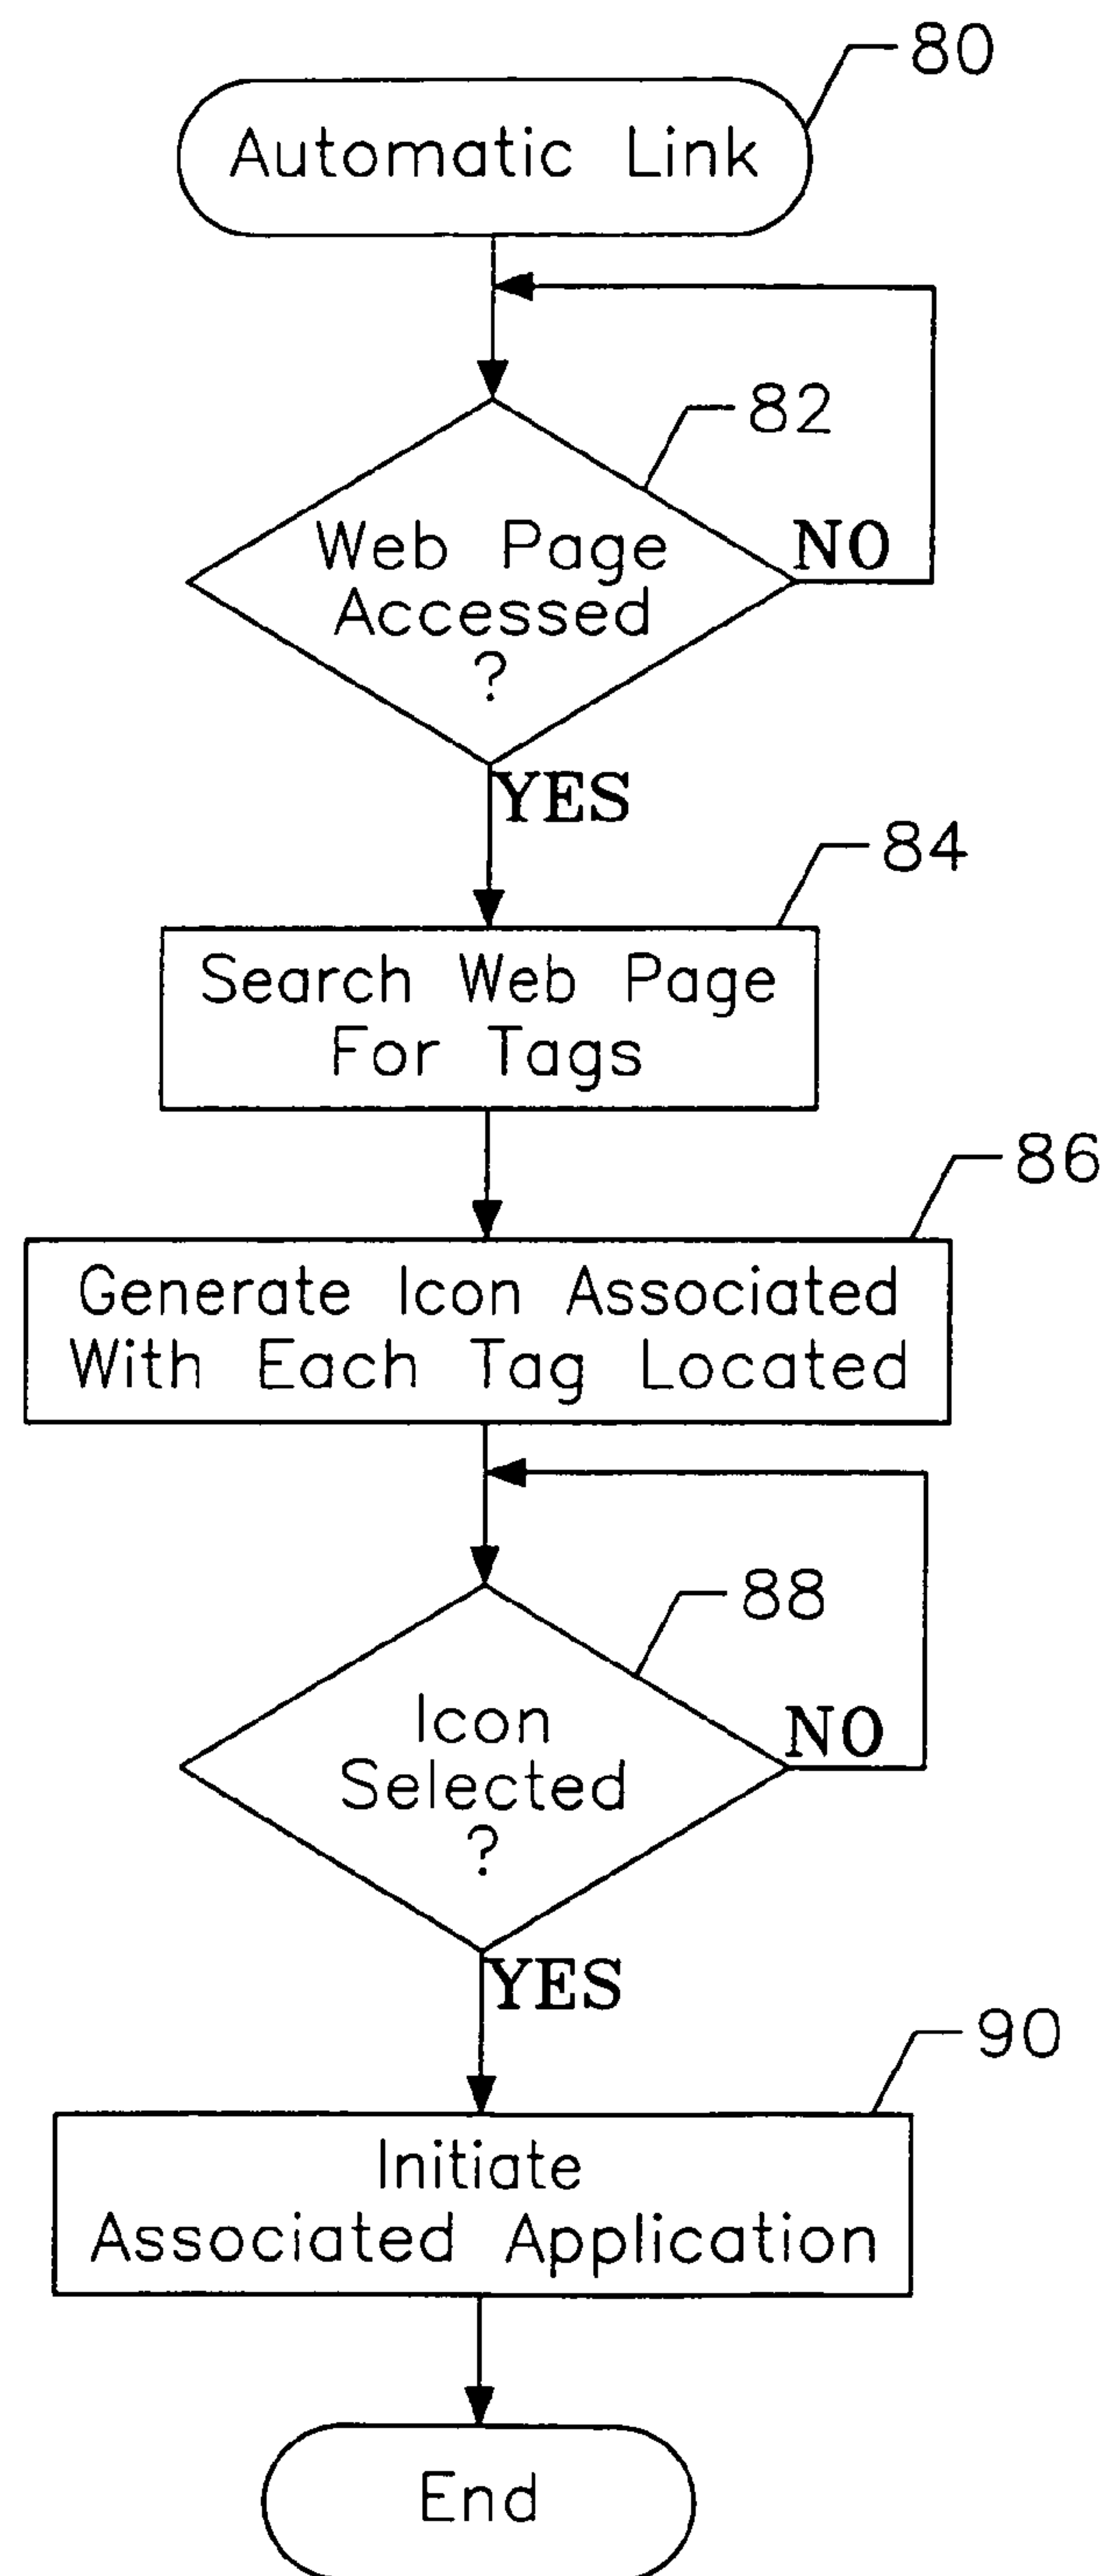 80
Automatic Link
82
Web Page
Accessed
?
NO
YES
84
Search Web Page
For Tags
86
Generate Icon Associated
With Each Tag Located
88
Icon
Selected
?
NO
YES
90
Initiate
Associated Application
End